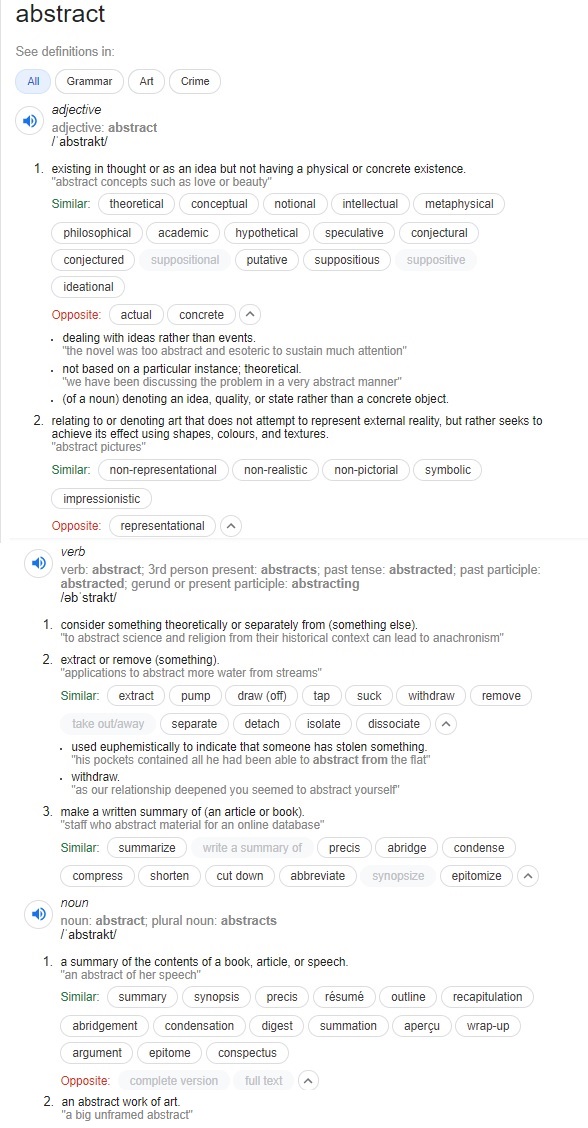 abstract
See definitions in:
All Grammar Art Crime
adjective
adjective: abstract
/ˈabstrakt/
1. existing in thought or as an idea but not having a physical or concrete existence.
"abstract concepts such as love or beauty"
Similar: theoretical conceptual notional intellectual metaphysical
philosophical academic hypothetical speculative conjectural
conjectured suppositional putative suppositious suppositive
ideational
Opposite: actual concrete
• dealing with ideas rather than events.
"the novel was too abstract and esoteric to sustain much attention"
• not based on a particular instance; theoretical.
"we have been discussing the problem in a very abstract manner"
• (of a noun) denoting an idea, quality, or state rather than a concrete object.
2. relating to or denoting art that does not attempt to represent external reality, but rather seeks to
achieve its effect using shapes, colours, and textures.
"abstract pictures"
Similar: non-representational non-realistic non-pictorial symbolic
impressionistic
Opposite: representational
verb
verb: abstract; 3rd person present: abstracts; past tense: abstracted; past participle:
abstracted; gerund or present participle: abstracting
/əbˈstrakt/
1. consider something theoretically or separately from (something else).
"to abstract science and religion from their historical context can lead to anachronism"
2. extract or remove (something).
"applications to abstract more water from streams"
Similar: extract pump draw (off) tap suck withdraw remove
take out/away separate detach isolate dissociate
• used euphemistically to indicate that someone has stolen something.
"his pockets contained all he had been able to abstract from the flat"
• withdraw.
"as our relationship deepened you seemed to abstract yourself"
3. make a written summary of (an article or book).
"staff who abstract material for an online database"
Similar: summarize write a summary of precis abridge condense
compress shorten cut down abbreviate synopsize epitomize
noun
noun: abstract; plural noun: abstracts
/ˈabstrakt/
1. a summary of the contents of a book, article, or speech.
"an abstract of her speech"
Similar: summary synopsis precis résumé outline recapitulation
abridgement condensation digest summation aperçu wrap-up
argument epitome conspectus
Opposite: complete version full text
2. an abstract work of art.
"a big unframed abstract"